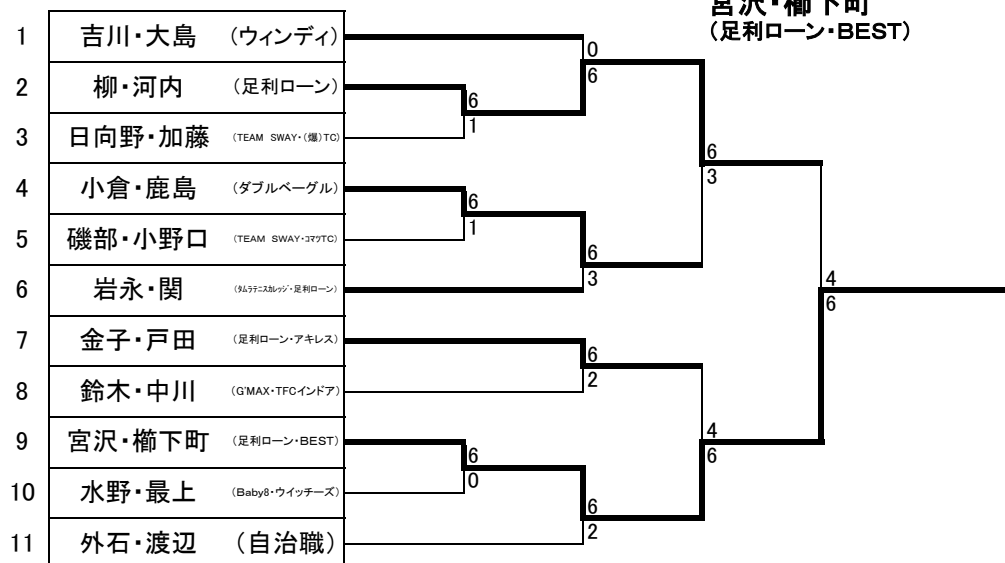 宮沢・櫛下町
(足利ローン・BEST)
1 吉川・大島 (ウィンディ)
0
6
2 柳・河内 (足利ローン)
6
1
3 日向野・加藤 (TEAM SWAY・(爆)TC)
6
3
4 小倉・鹿島 (ダブルベーグル)
6
1
5 磯部・小野口 (TEAM SWAY・コマツTC)
6
3
6 岩永・関 (タムラテニスカレッジ・足利ローン)
4
6
7 金子・戸田 (足利ローン・アキレス)
6
2
8 鈴木・中川 (G'MAX・TFCインドア)
4
6
9 宮沢・櫛下町 (足利ローン・BEST)
6
0
10 水野・最上 (Baby8・ウイッチーズ)
6
2
11 外石・渡辺 (自治職)